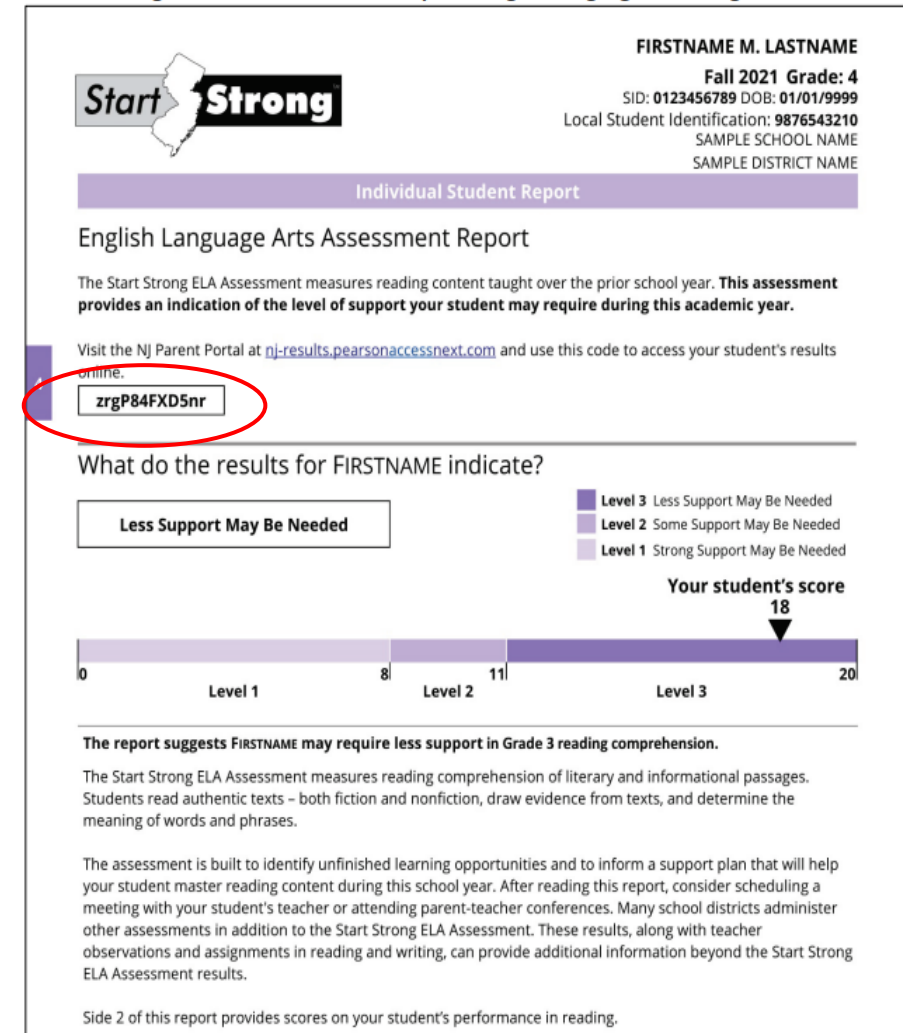 FIRSTNAME M. LASTNAME
Fall 2021 Grade: 4
SID: 0123456789 DOB: 01/01/9999
Local Student Identification: 9876543210
SAMPLE SCHOOL NAME
SAMPLE DISTRICT NAME
Start Strong
Individual Student Report
English Language Arts Assessment Report
The Start Strong ELA Assessment measures reading content taught over the prior school year. This assessment
provides an indication of the level of support your student may require during this academic year.
Visit the NJ Parent Portal at nj-results.pearsonaccessnext.com and use this code to access your student's results
online.
4
zrgP84FXD5nr
What do the results for FIRSTNAME indicate?
Less Support May Be Needed
Level 3 Less Support May Be Needed
Level 2 Some Support May Be Needed
Level 1 Strong Support May Be Needed
Your student's score
18
0 8 11 20
Level 1 Level 2 Level 3
The report suggests FIRSTNAME may require less support in Grade 3 reading comprehension.
The Start Strong ELA Assessment measures reading comprehension of literary and informational passages.
Students read authentic texts – both fiction and nonfiction, draw evidence from texts, and determine the
meaning of words and phrases.
The assessment is built to identify unfinished learning opportunities and to inform a support plan that will help
your student master reading content during this school year. After reading this report, consider scheduling a
meeting with your student's teacher or attending parent-teacher conferences. Many school districts administer
other assessments in addition to the Start Strong ELA Assessment. These results, along with teacher
observations and assignments in reading and writing, can provide additional information beyond the Start Strong
ELA Assessment results.
Side 2 of this report provides scores on your student's performance in reading.